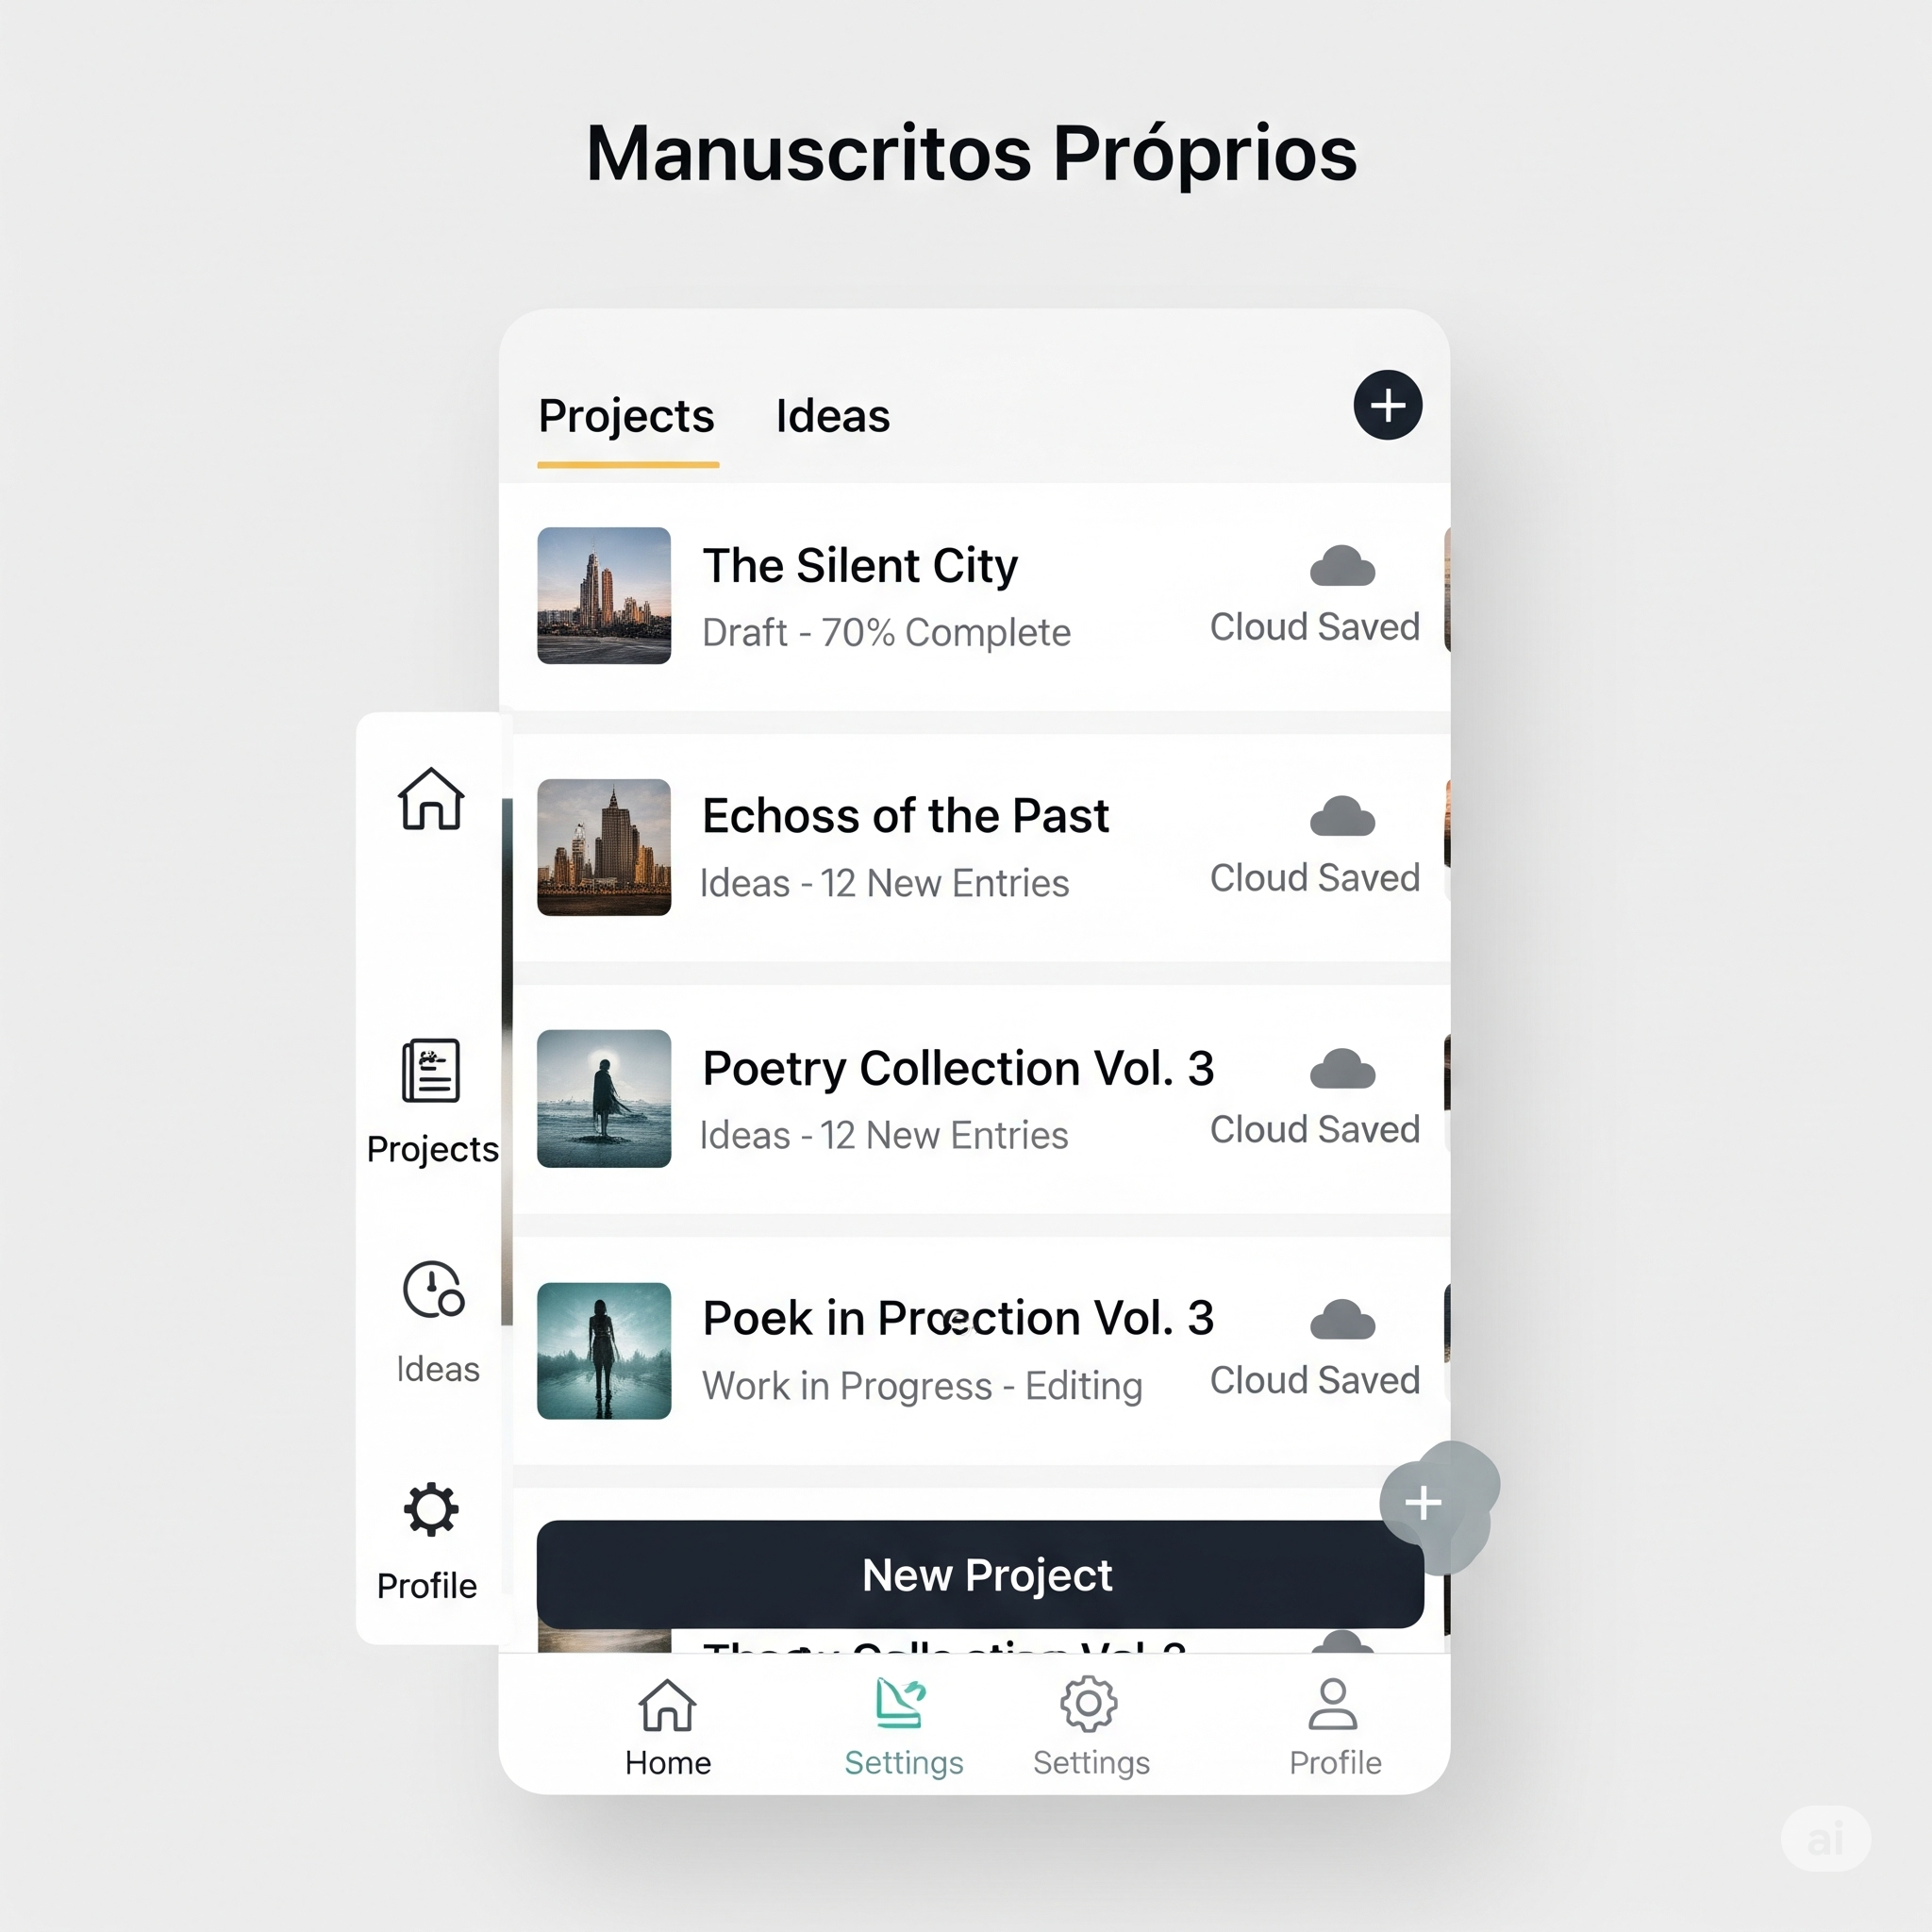 Manuscritos Próprios
Projects Ideas
The Silent City
Draft - 70% Complete
Cloud Saved
Echoss of the Past
Ideas - 12 New Entries
Cloud Saved
Poetry Collection Vol. 3
Ideas - 12 New Entries
Cloud Saved
Poek in Proection Vol. 3
Work in Progress - Editing
Cloud Saved
Projects
Ideas
Profile
New Project
Home Settings Settings Profile
ai